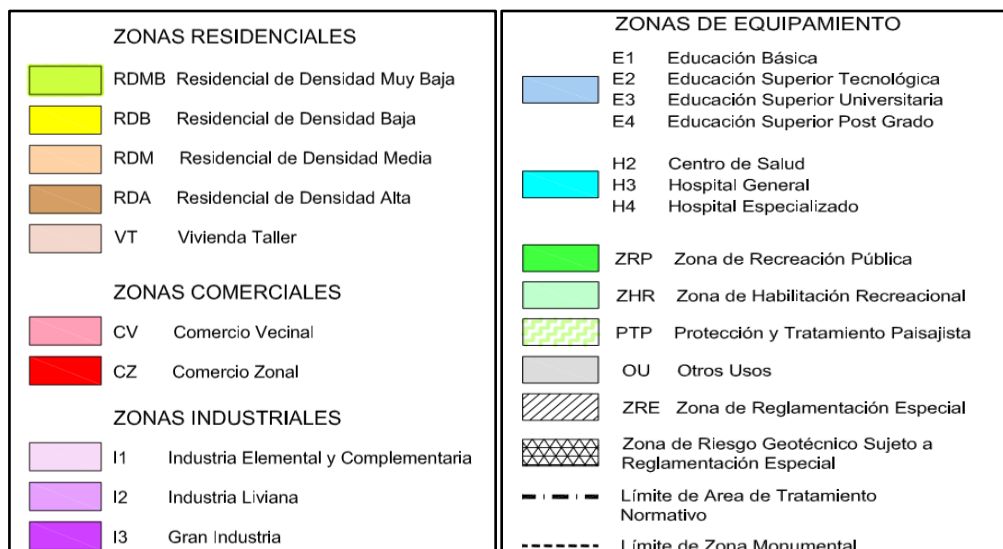 ZONAS RESIDENCIALES
RDMB Residencial de Densidad Muy Baja
RDB Residencial de Densidad Baja
RDM Residencial de Densidad Media
RDA Residencial de Densidad Alta
VT Vivienda Taller
ZONAS COMERCIALES
CV Comercio Vecinal
CZ Comercio Zonal
ZONAS INDUSTRIALES
I1 Industria Elemental y Complementaria
I2 Industria Liviana
I3 Gran Industria
ZONAS DE EQUIPAMIENTO
E1 Educación Básica
E2 Educación Superior Tecnológica
E3 Educación Superior Universitaria
E4 Educación Superior Post Grado
H2 Centro de Salud
H3 Hospital General
H4 Hospital Especializado
ZRP Zona de Recreación Pública
ZHR Zona de Habilitación Recreacional
PTP Protección y Tratamiento Paisajista
OU Otros Usos
ZRE Zona de Reglamentación Especial
Zona de Riesgo Geotécnico Sujeto a
Reglamentación Especial
Límite de Area de Tratamiento
Normativo
Límite de Zona Monumental